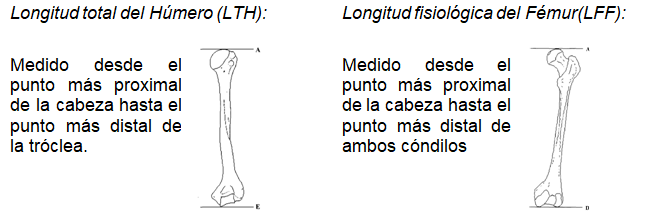 Longitud total del Húmero (LTH):
Medido desde el
punto más proximal
de la cabeza hasta el
punto más distal de
la tróclea.
A
E
Longitud fisiológica del Fémur(LFF):
Medido desde el
punto más proximal
de la cabeza hasta el
punto más distal de
ambos cóndilos
A
D